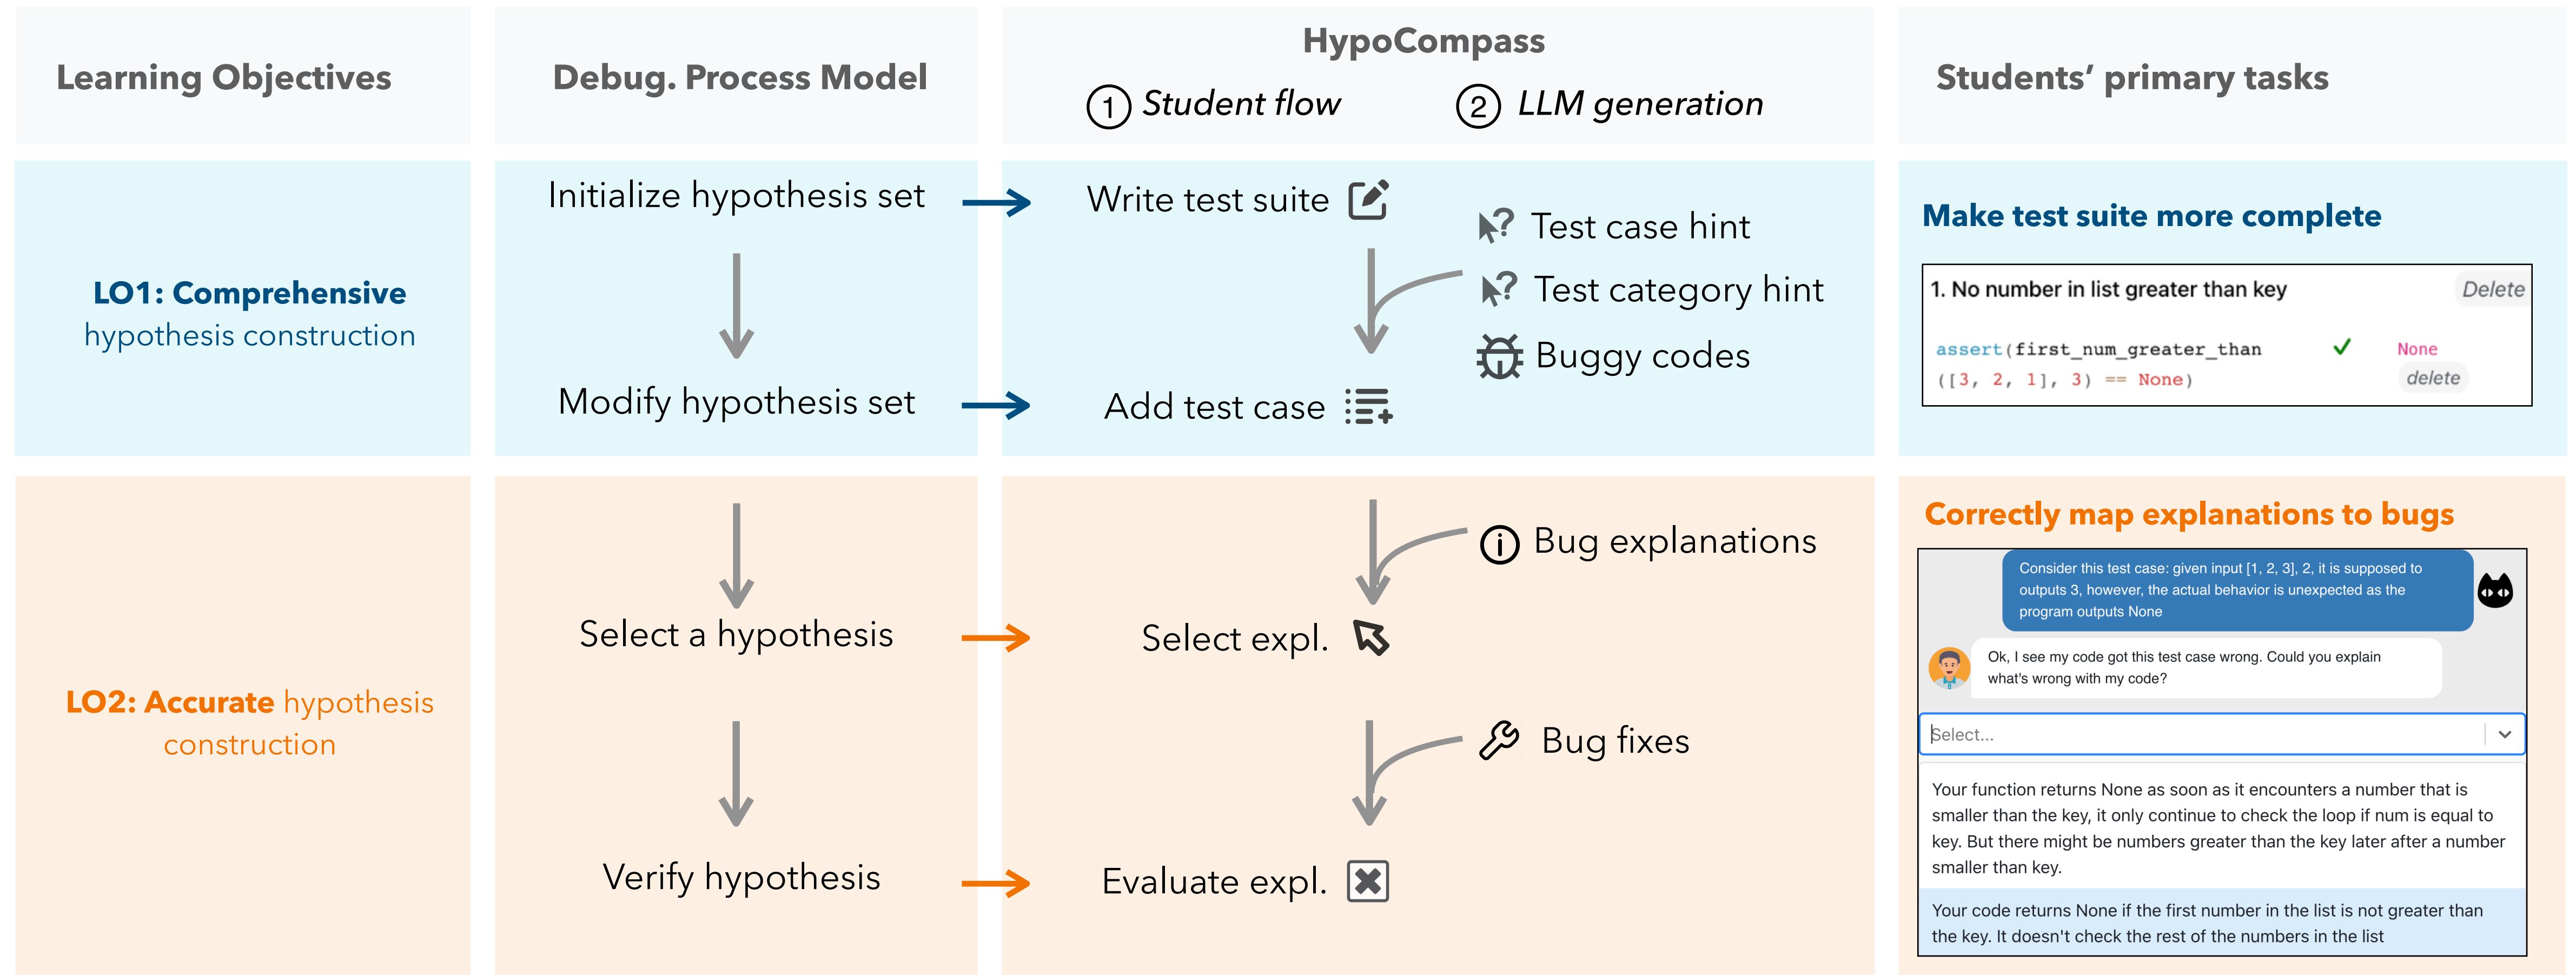 Learning Objectives
Debug. Process Model
HypoCompass
1 Student flow
2 LLM generation
Students’ primary tasks
LO1: Comprehensive
hypothesis construction
Initialize hypothesis set
Modify hypothesis set
Write test suite
Test case hint
Test category hint
Buggy codes
Add test case
Make test suite more complete
1. No number in list greater than key
Delete
assert(first_num_greater_than
([3, 2, 1], 3) == None)
None
delete
LO2: Accurate hypothesis
construction
Select a hypothesis
Verify hypothesis
Bug explanations
Select expl.
Bug fixes
Evaluate expl.
Correctly map explanations to bugs
Consider this test case: given input [1, 2, 3], 2, it is supposed to
outputs 3, however, the actual behavior is unexpected as the
program outputs None
Ok, I see my code got this test case wrong. Could you explain
what's wrong with my code?
Select...
Your function returns None as soon as it encounters a number that is
smaller than the key, it only continue to check the loop if num is equal to
key. But there might be numbers greater than the key later after a number
smaller than key.
Your code returns None if the first number in the list is not greater than
the key. It doesn't check the rest of the numbers in the list